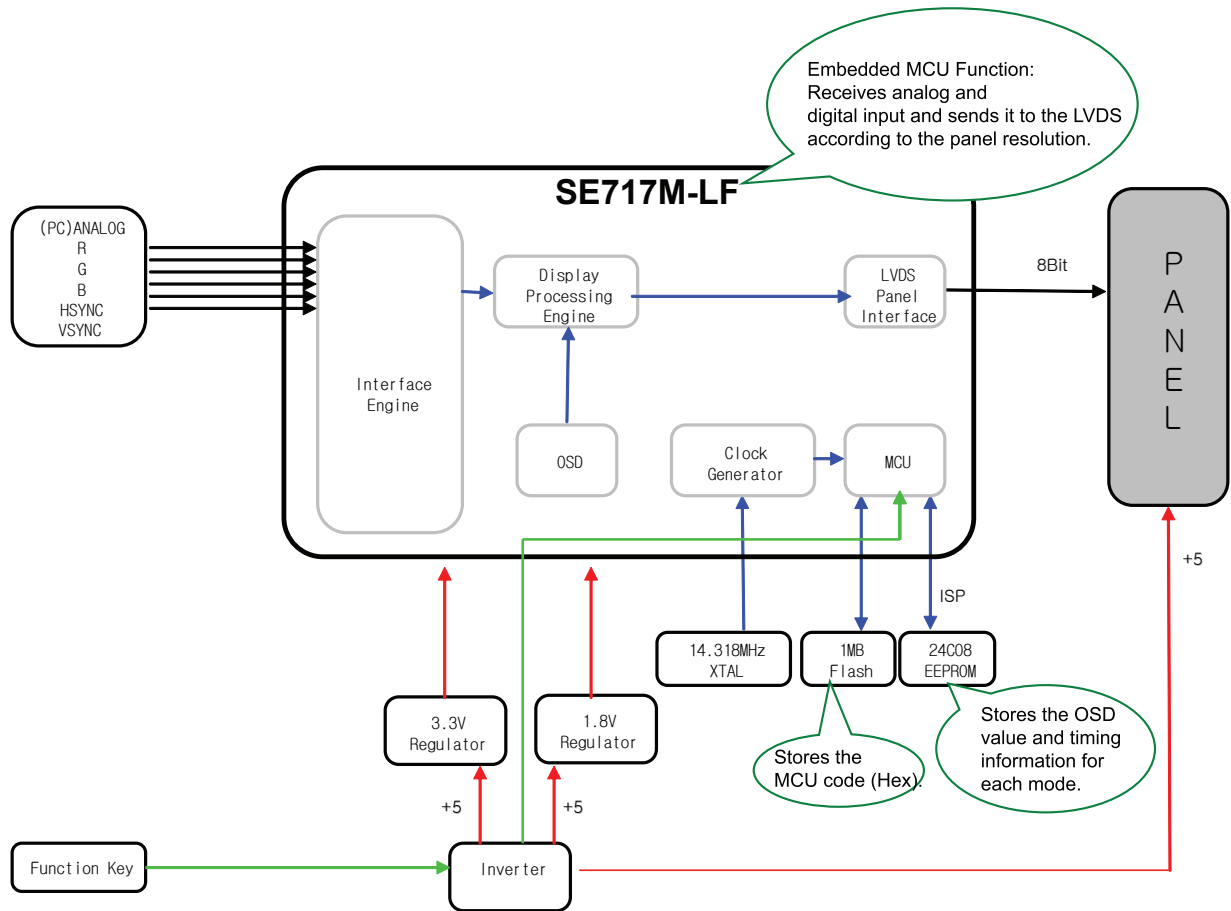 Embedded MCU Function:
Receives analog and
digital input and sends it to the LVDS
according to the panel resolution.
SE717M-LF
(PC)ANALOG
R
G
B
HSYNC
VSYNC
Interface
Engine
Display
Processing
Engine
LVDS
Panel
Interface
8Bit
P
A
N
E
L
OSD
Clock
Generator
MCU
+5
ISP
14.318MHz
XTAL
1MB
Flash
24C08
EEPROM
3.3V
Regulator
1.8V
Regulator
Stores the
MCU code (Hex).
Stores the OSD
value and timing
information for
each mode.
+5
+5
Function Key
Inverter